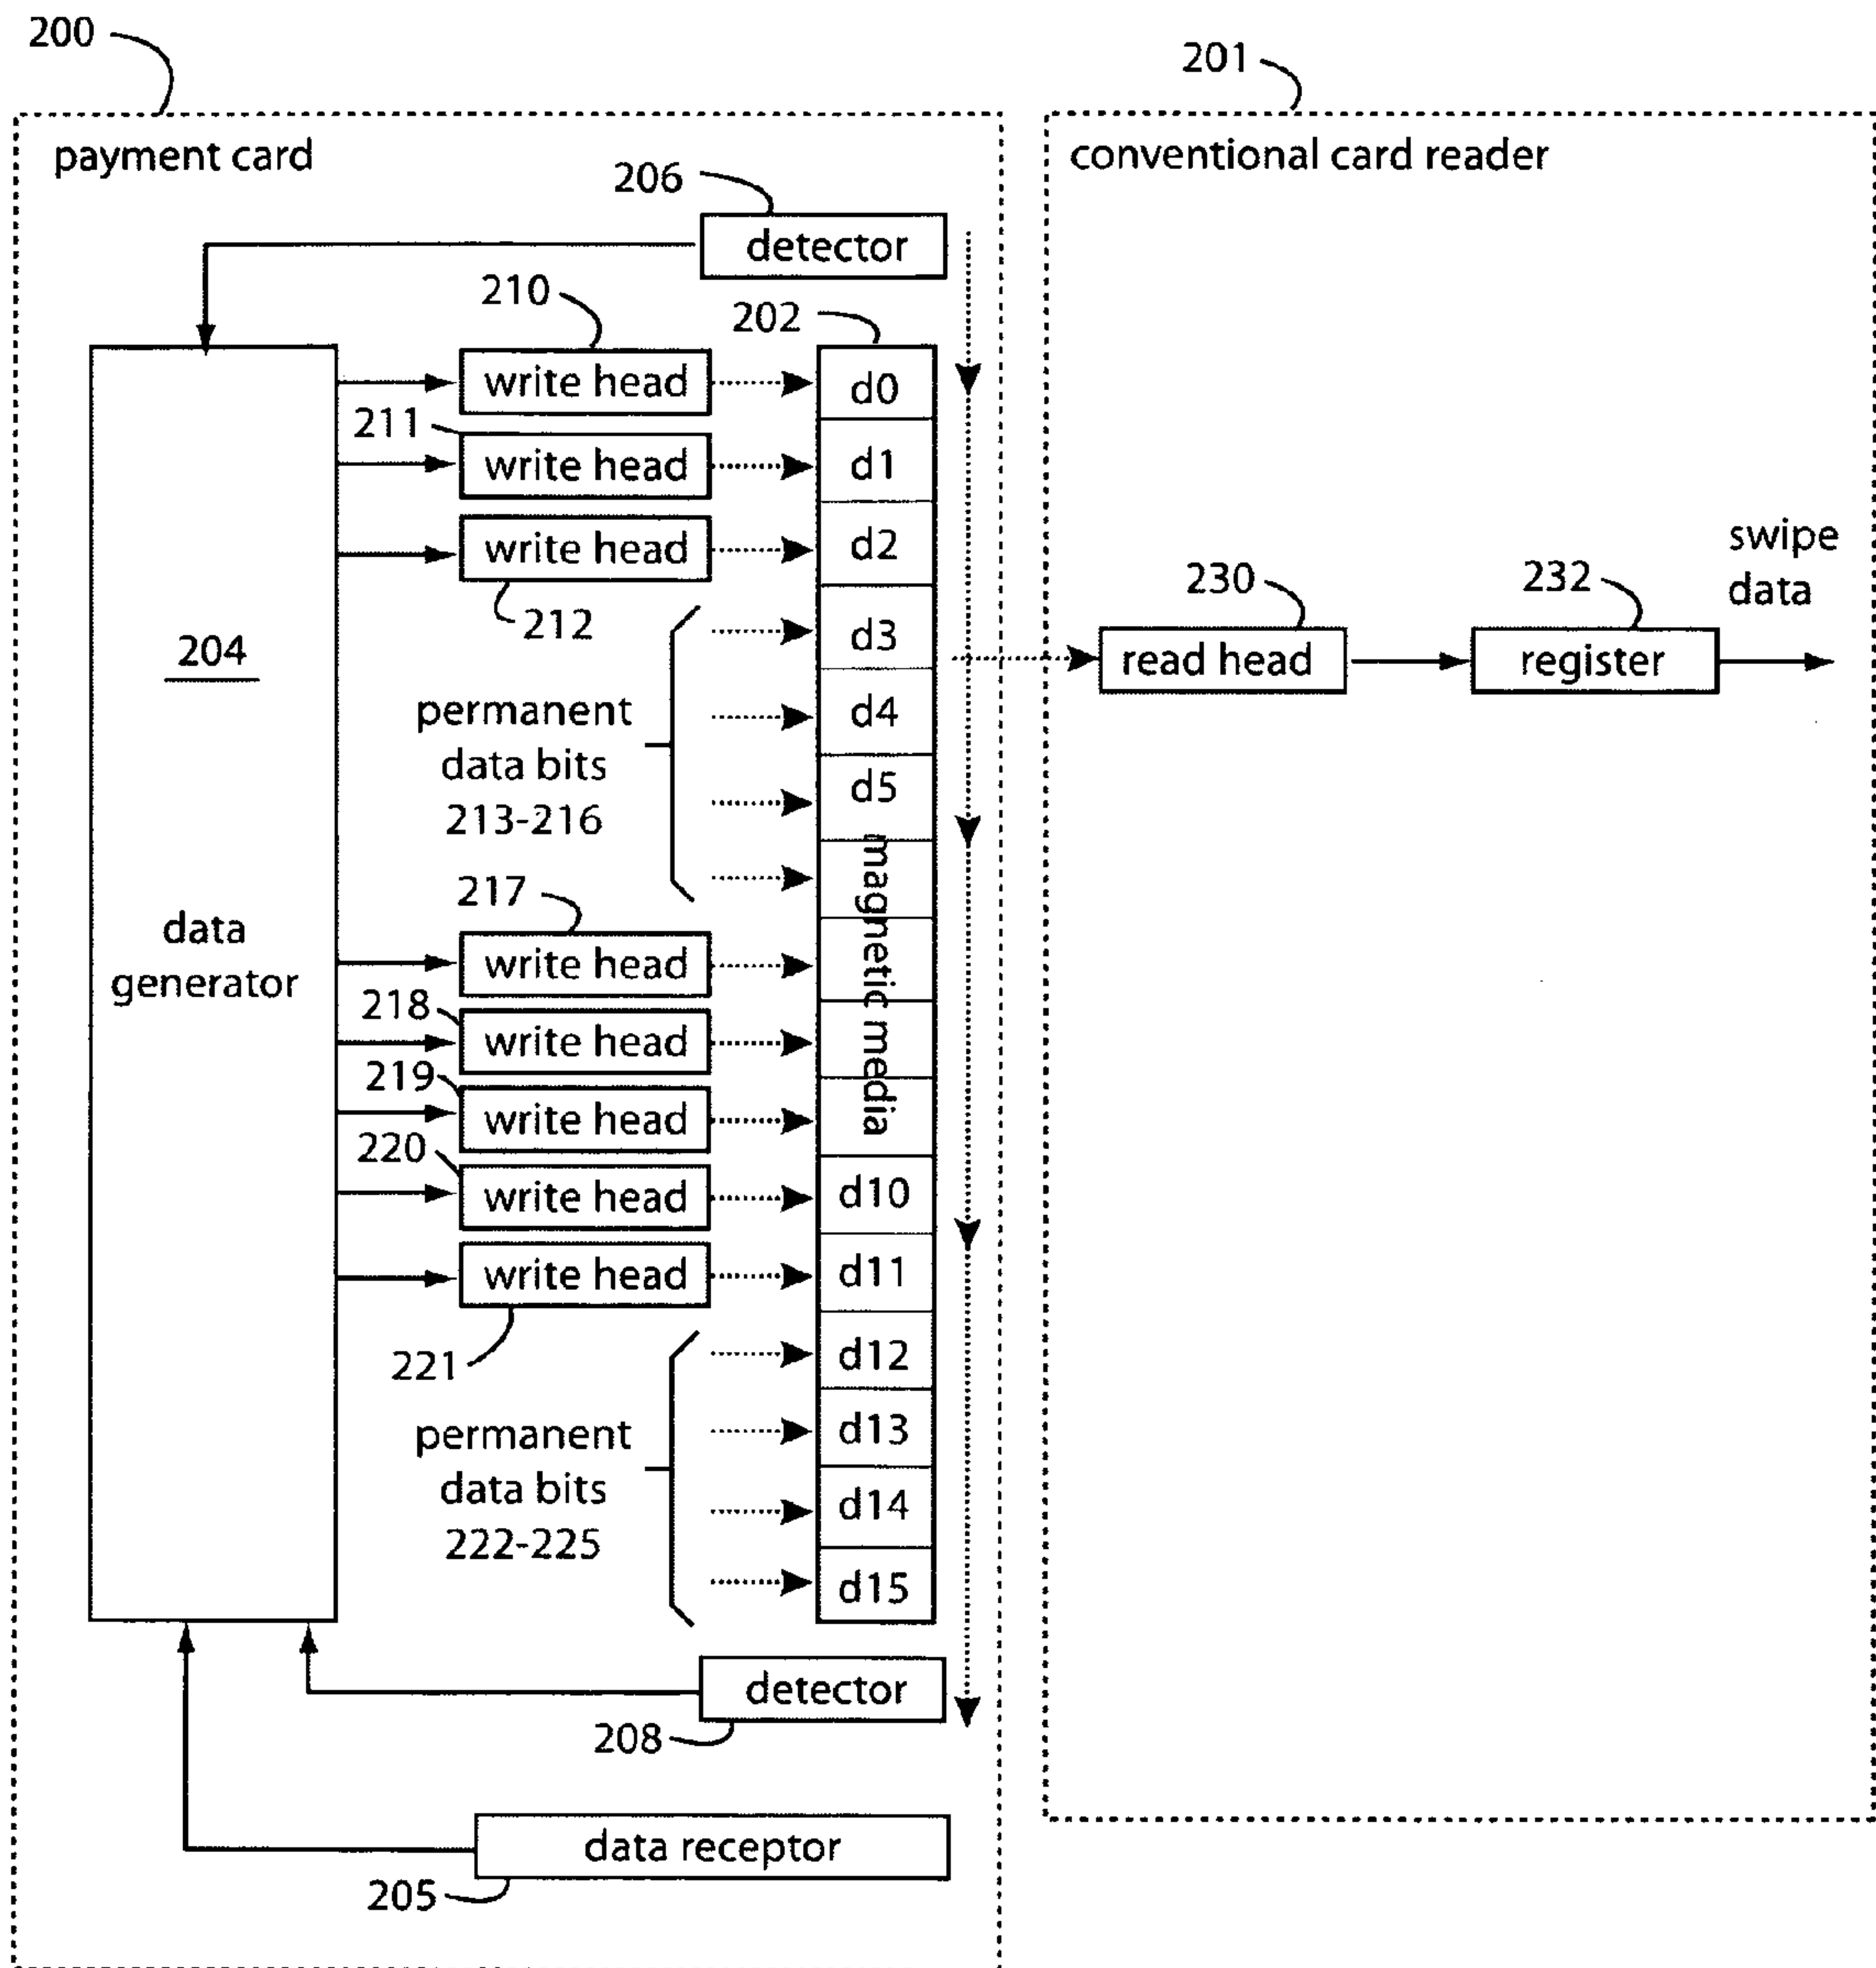 200
201
payment card
conventional card reader
206
detector
210
202
write head
d0
211
write head
d1
write head
d2
swipe
data
230
232
212
d3
204
read head
register
permanent
data bits
213-216
d4
d5
magnetic media
217
data
generator
write head
218
write head
219
write head
220
write head
d10
write head
d11
221
d12
permanent
data bits
222-225
d13
d14
d15
detector
208
data receptor
205